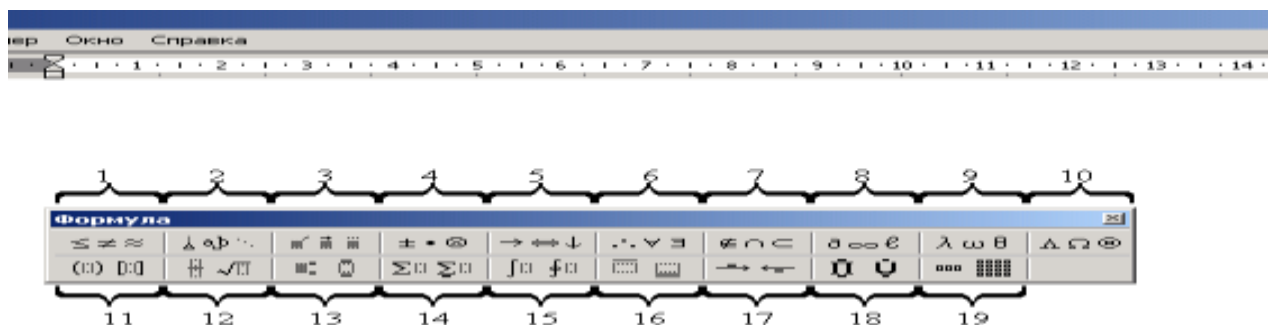 нер Окно Справка
1 2 3 4 5 6 7 8 9 10 11 12 13 14
1 2 3 4 5 6 7 8 9 10
Формула
≤ ≠ ≈ a,b ∙ ± • ⊗ → ⇔ ↓ ∴ ∀ ∃ ∉ ∩ ⊂ ∂ ∞ ℓ λ ω θ Δ Ω ⊗
Σ Σ ∫ ∮ Ū Ụ
11 12 13 14 15 16 17 18 19